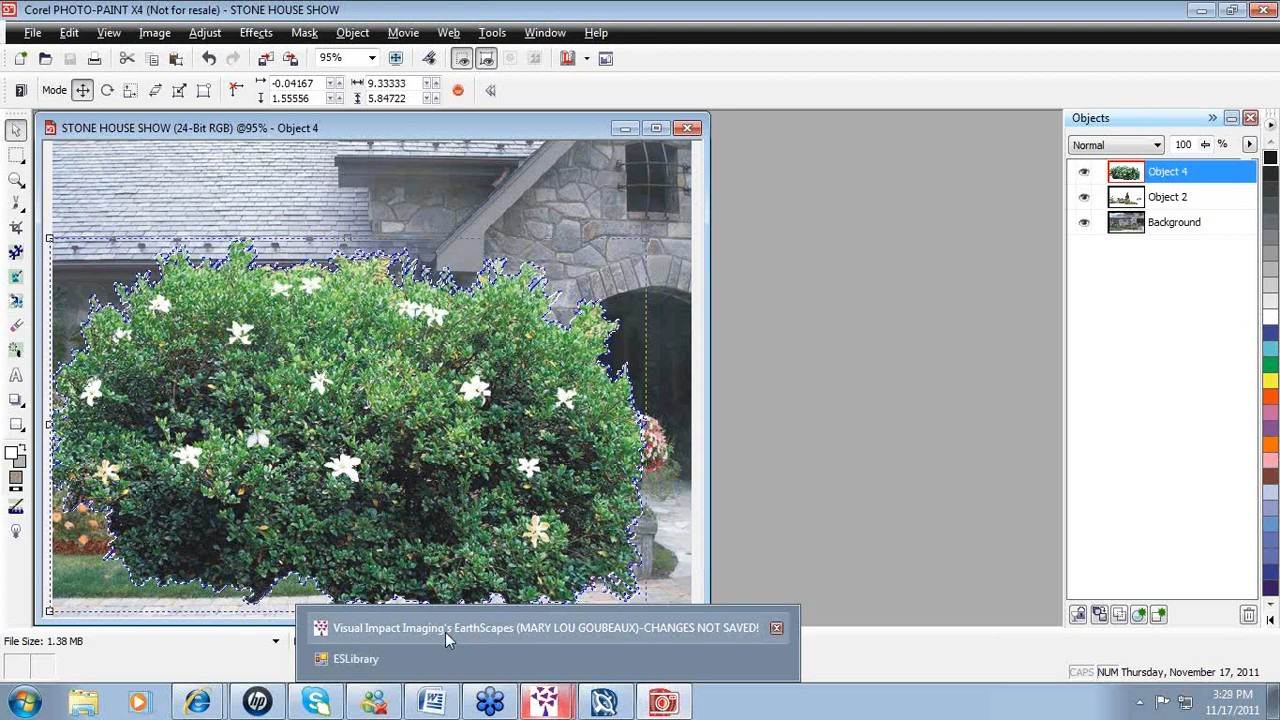 Corel PHOTO-PAINT X4 (Not for resale) - STONE HOUSE SHOW
File Edit View Image Adjust Effects Mask Object Movie Web Tools Window Help
95%
Mode -0.04167 9.33333
1.55556 5.84722
STONE HOUSE SHOW (24-Bit RGB) @95% - Object 4
Objects
Normal 100 %
Object 4
Object 2
Background
Visual Impact Imaging's EarthScapes (MARY LOU GOUBEAUX)-CHANGES NOT SAVED!
File Size: 1.38 MB
ESLibrary
CAPS NUM Thursday, November 17, 2011
3:29 PM
11/17/2011